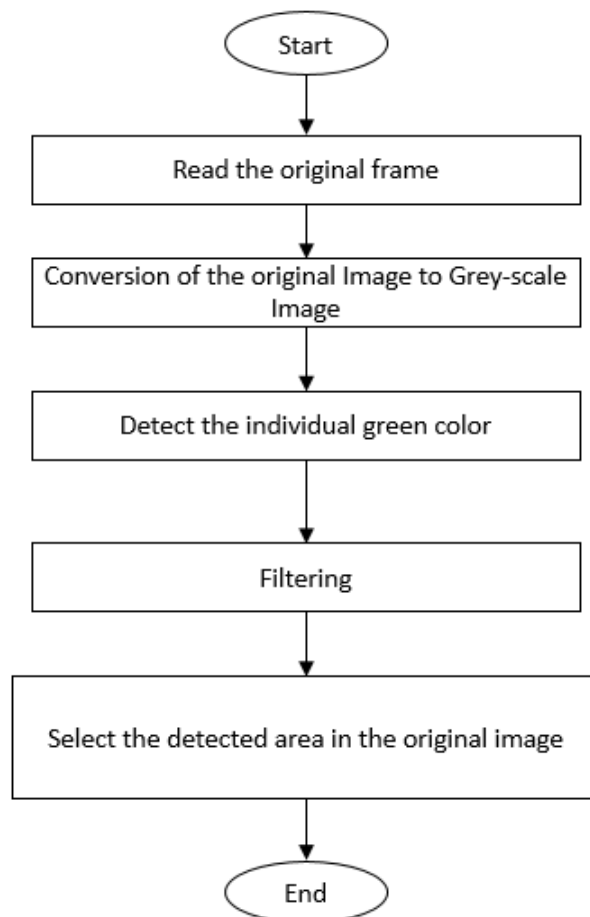 Start
Read the original frame
Conversion of the original Image to Grey-scale
Image
Detect the individual green color
Filtering
Select the detected area in the original image
End